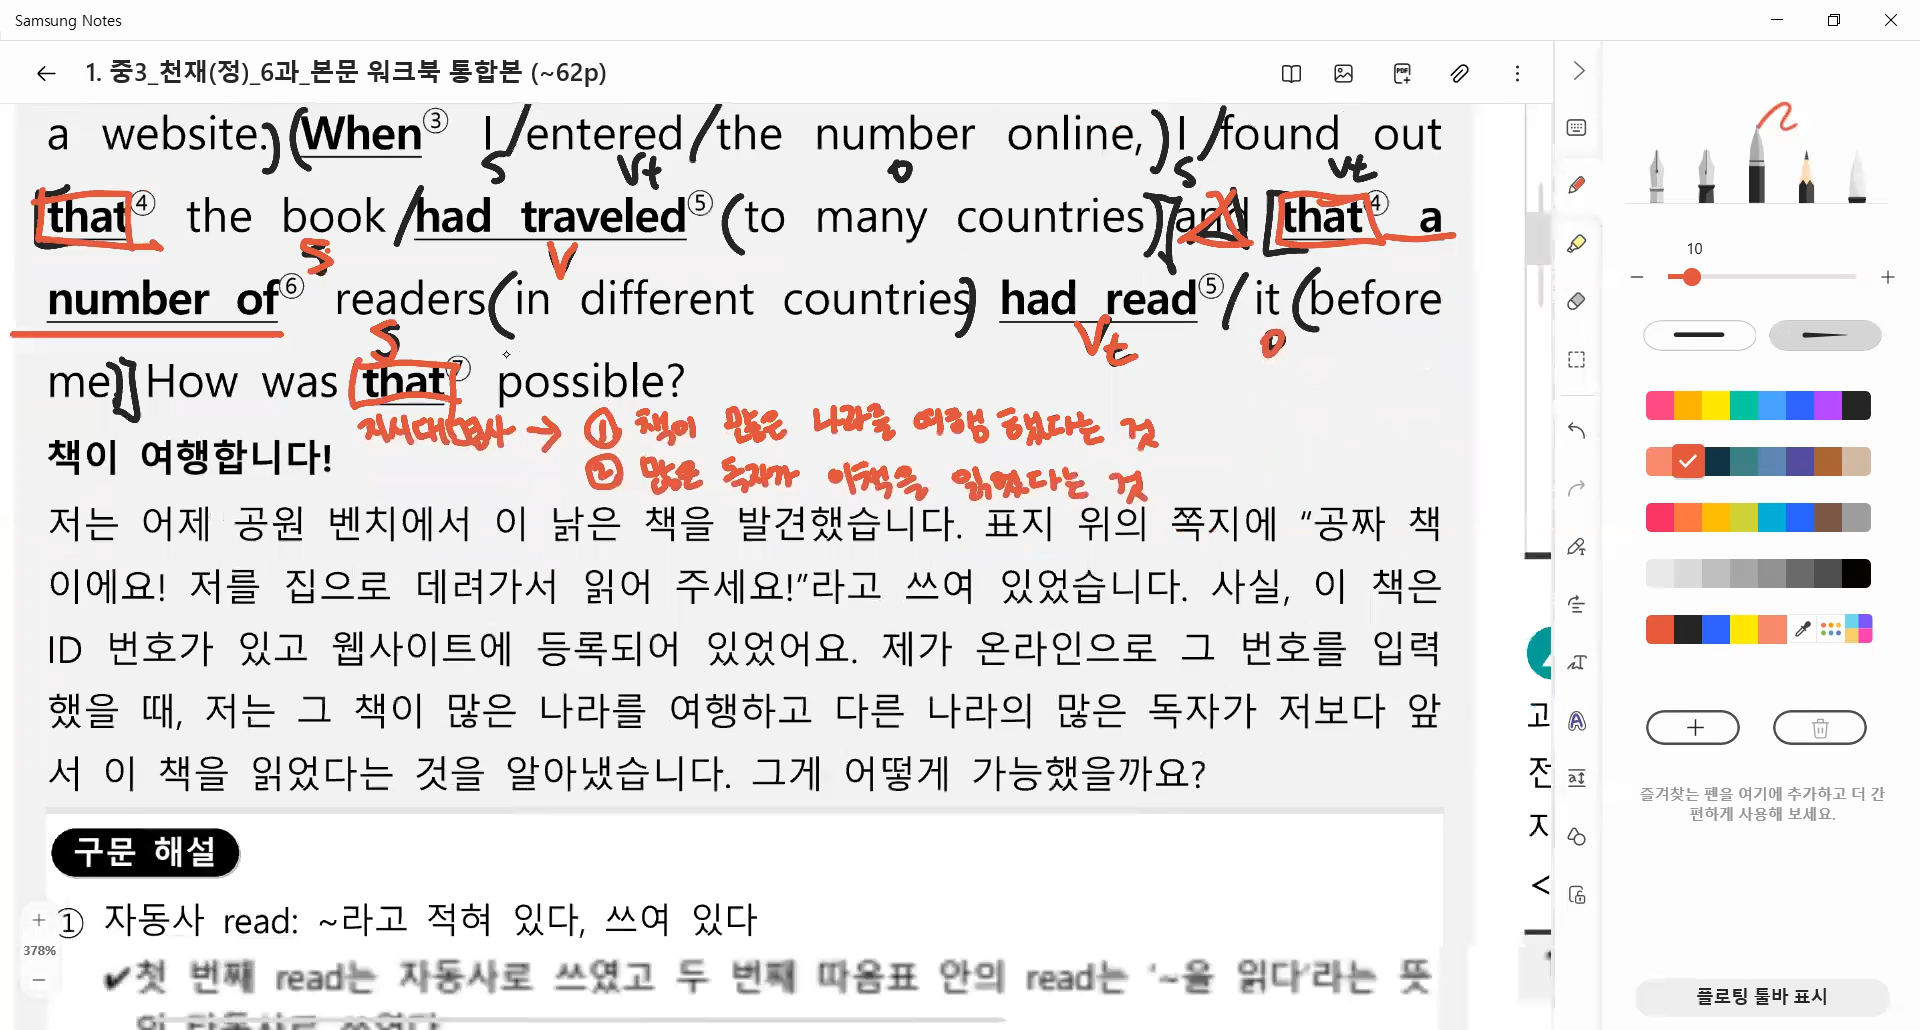 Samsung Notes
1. 중3_천재(정)_6과_본문 워크북 통합본 (~62p)
a website.) (When③ I / entered / the number online,) I / found out
S Vt O S Vt
that④ the book / had traveled⑤ (to many countries)] and [that④ a
S V
number of⑥ readers (in different countries) had read⑤ / it (before
S Vt O
me)] How was that⑦ possible?
지시대명사 → ① 책이 많은 나라를 여행했다는 것
책이 여행합니다!
② 많은 독자가 이책을 읽었다는 것
저는 어제 공원 벤치에서 이 낡은 책을 발견했습니다. 표지 위의 쪽지에 “공짜 책
이에요! 저를 집으로 데려가서 읽어 주세요!”라고 쓰여 있었습니다. 사실, 이 책은
ID 번호가 있고 웹사이트에 등록되어 있었어요. 제가 온라인으로 그 번호를 입력
했을 때, 저는 그 책이 많은 나라를 여행하고 다른 나라의 많은 독자가 저보다 앞
서 이 책을 읽었다는 것을 알아냈습니다. 그게 어떻게 가능했을까요?
구문 해설
① 자동사 read: ~라고 적혀 있다, 쓰여 있다
✔첫 번째 read는 자동사로 쓰였고 두 번째 따옴표 안의 read는 ‘~을 읽다’라는 뜻
378%
10
즐겨찾는 펜을 여기에 추가하고 더 간
편하게 사용해 보세요.
플로팅 툴바 표시